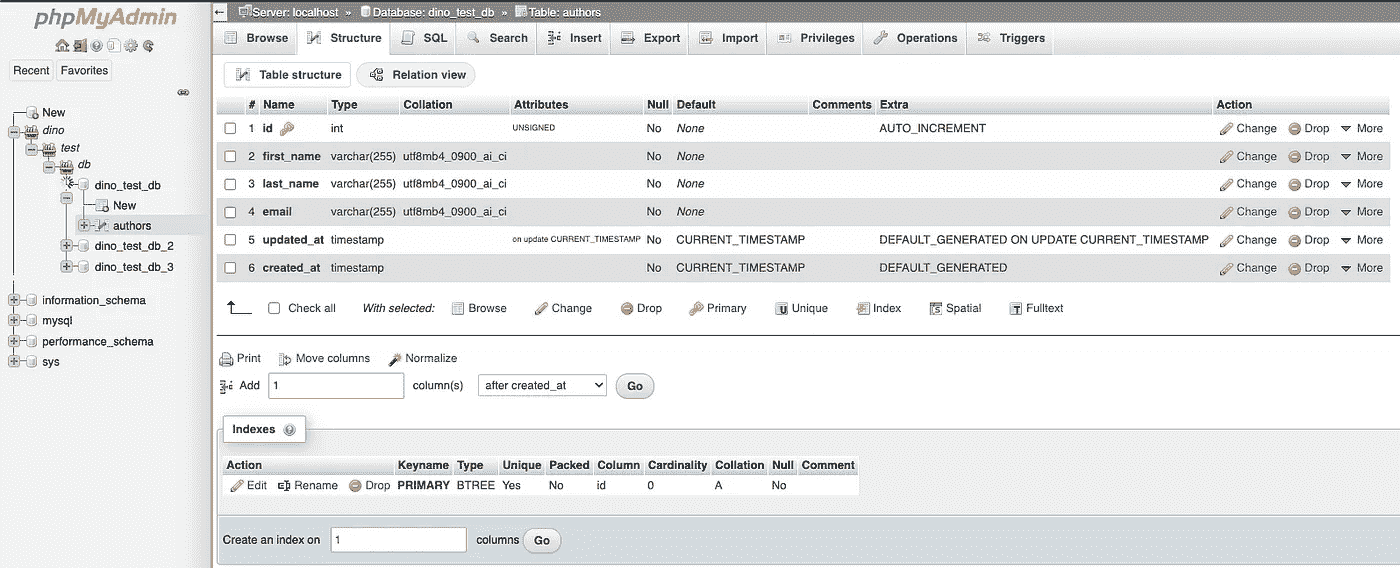 phpMyAdmin
Recent Favorites
New
dino
test
db
dino_test_db
New
authors
dino_test_db_2
dino_test_db_3
information_schema
mysql
performance_schema
sys
Server: localhost » Database: dino_test_db » Table: authors
Browse Structure SQL Search Insert Export Import Privileges Operations Triggers
Table structure Relation view
# Name Type Collation Attributes Null Default Comments Extra Action
1 id int UNSIGNED No None AUTO_INCREMENT Change Drop More
2 first_name varchar(255) utf8mb4_0900_ai_ci No None Change Drop More
3 last_name varchar(255) utf8mb4_0900_ai_ci No None Change Drop More
4 email varchar(255) utf8mb4_0900_ai_ci No None Change Drop More
5 updated_at timestamp on update CURRENT_TIMESTAMP No CURRENT_TIMESTAMP DEFAULT_GENERATED ON UPDATE CURRENT_TIMESTAMP Change Drop More
6 created_at timestamp No CURRENT_TIMESTAMP DEFAULT_GENERATED Change Drop More
Check all With selected: Browse Change Drop Primary Unique Index Spatial Fulltext
Print Move columns Normalize
Add 1 column(s) after created_at Go
Indexes
Action Keyname Type Unique Packed Column Cardinality Collation Null Comment
Edit Rename Drop PRIMARY BTREE Yes No id 0 A No
Create an index on 1 columns Go